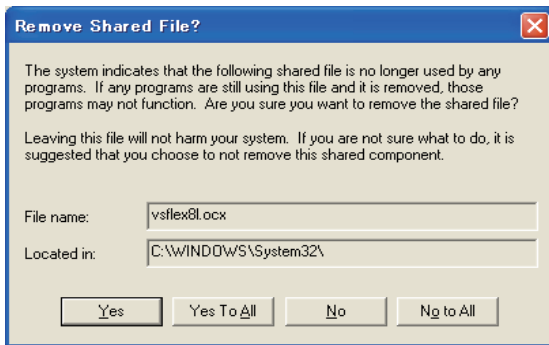 Remove Shared File?
The system indicates that the following shared file is no longer used by any
programs. If any programs are still using this file and it is removed, those
programs may not function. Are you sure you want to remove the shared file?
Leaving this file will not harm your system. If you are not sure what to do, it is
suggested that you choose to not remove this shared component.
File name: vsflex8l.ocx
Located in: C:\WINDOWS\System32\
Yes Yes To All No No to All